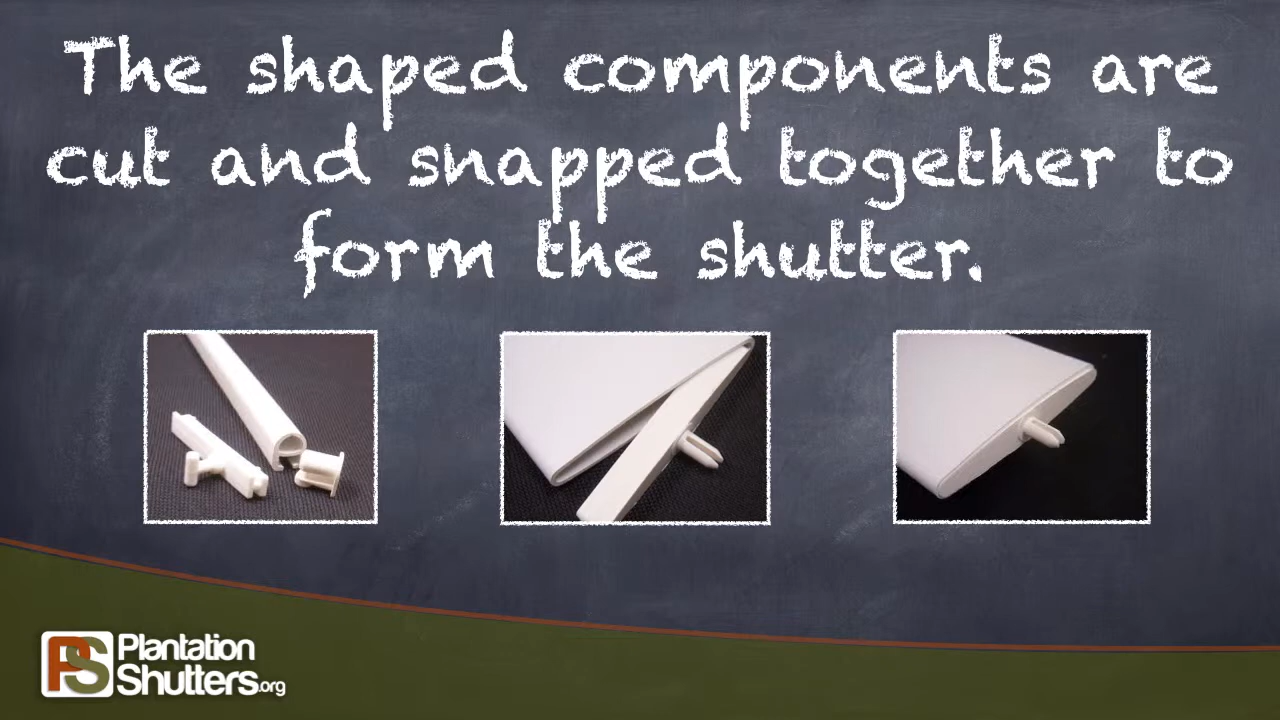 The shaped components are
cut and snapped together to
form the shutter.
PS Plantation
Shutters.org